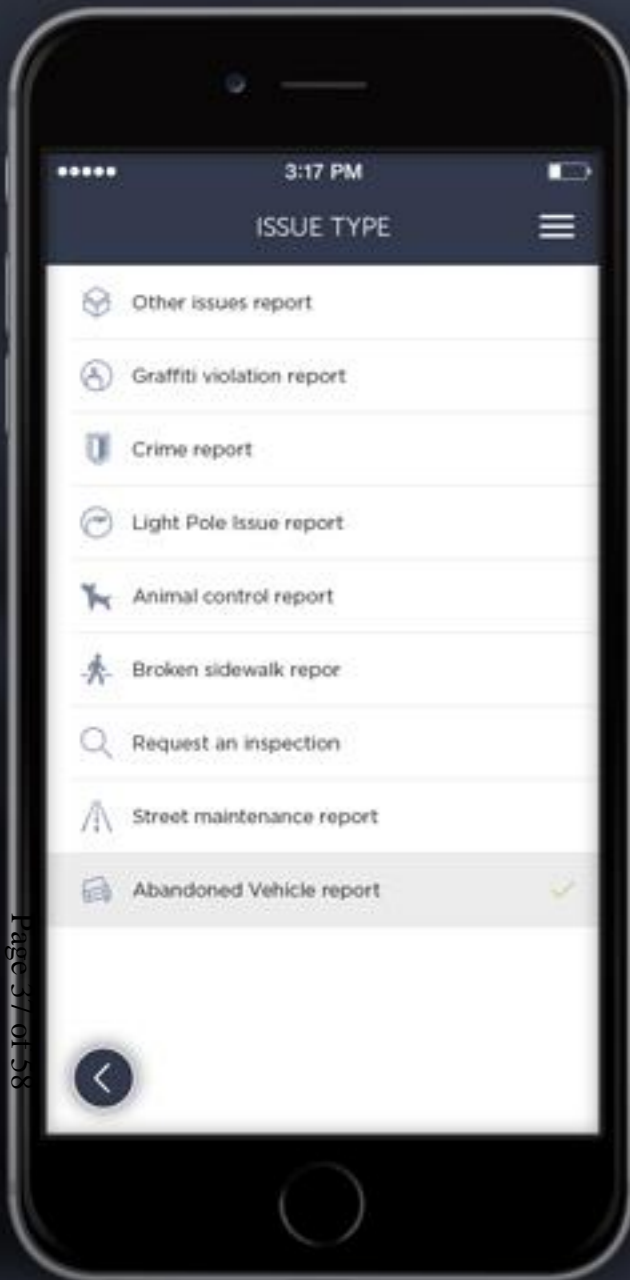 3:17 PM
ISSUE TYPE
Other issues report
Graffiti violation report
Crime report
Light Pole Issue report
Animal control report
Broken sidewalk repor
Request an inspection
Street maintenance report
Abandoned Vehicle report
Page 37 of 58